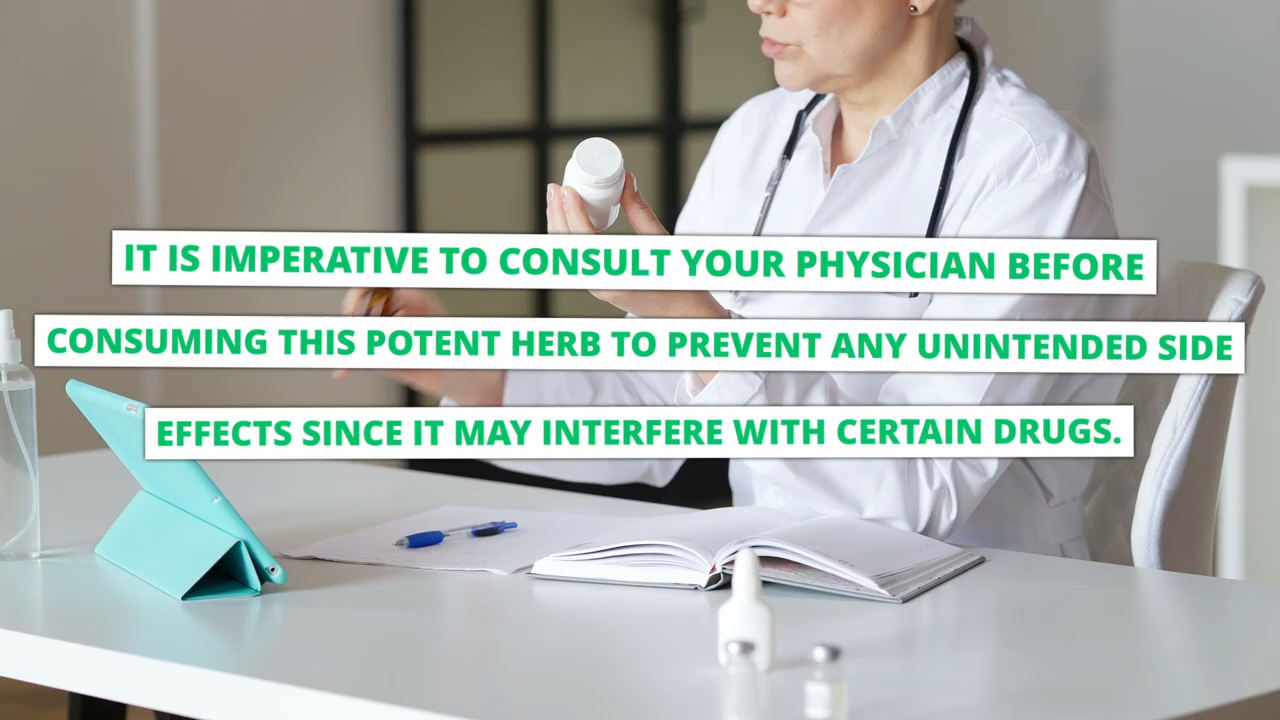 IT IS IMPERATIVE TO CONSULT YOUR PHYSICIAN BEFORE
CONSUMING THIS POTENT HERB TO PREVENT ANY UNINTENDED SIDE
EFFECTS SINCE IT MAY INTERFERE WITH CERTAIN DRUGS.